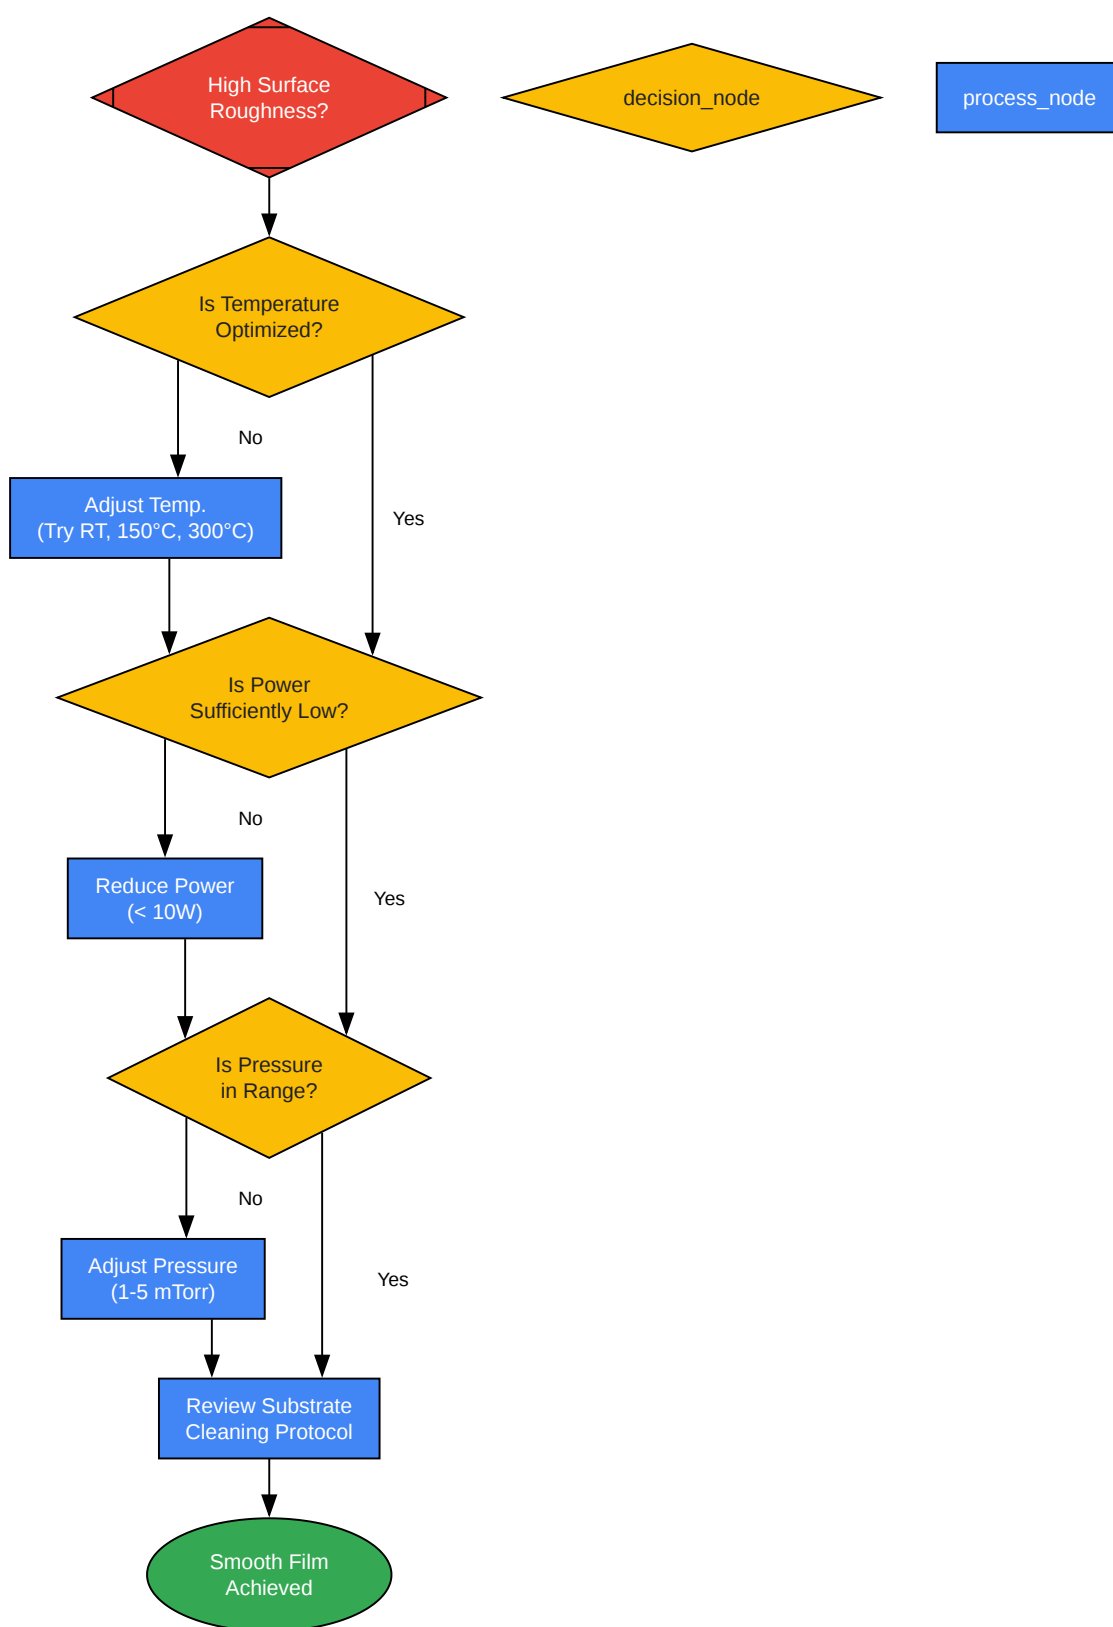 High Surface
Roughness?
decision_node
process_node
Is Temperature
Optimized?
No
Adjust Temp.
(Try RT, 150°C, 300°C)
Yes
Is Power
Sufficiently Low?
No
Reduce Power
(< 10W)
Yes
Is Pressure
in Range?
No
Adjust Pressure
(1-5 mTorr)
Yes
Review Substrate
Cleaning Protocol
Smooth Film
Achieved